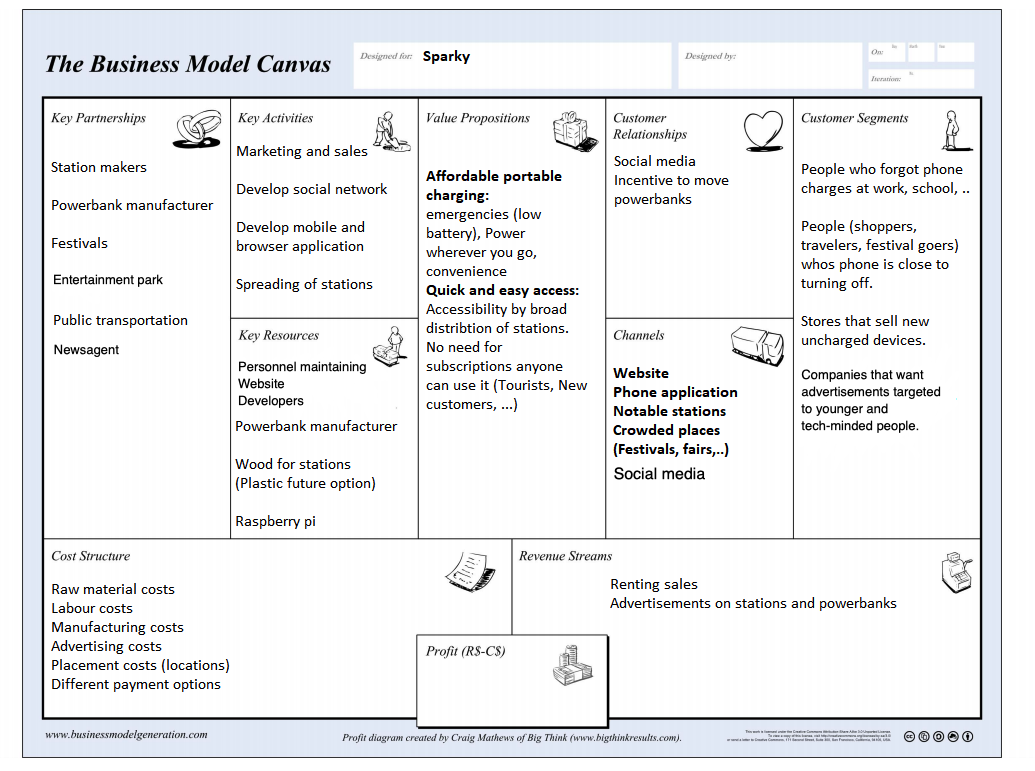 The Business Model Canvas
Designed for: Sparky
Designed by:
On:
Iteration:
Key Partnerships
Station makers
Powerbank manufacturer
Festivals
Entertainment park
Public transportation
Newsagent
Key Activities
Marketing and sales
Develop social network
Develop mobile and
browser application
Spreading of stations
Key Resources
Personnel maintaining
Website
Developers
Powerbank manufacturer
Wood for stations
(Plastic future option)
Raspberry pi
Value Propositions
Affordable portable
charging:
emergencies (low
battery), Power
wherever you go,
convenience
Quick and easy access:
Accessibility by broad
distribtion of stations.
No need for
subscriptions anyone
can use it (Tourists, New
customers, ...)
Customer
Relationships
Social media
Incentive to move
powerbanks
Channels
Website
Phone application
Notable stations
Crowded places
(Festivals, fairs,..)
Social media
Customer Segments
People who forgot phone
charges at work, school, ..
People (shoppers,
travelers, festival goers)
whos phone is close to
turning off.
Stores that sell new
uncharged devices.
Companies that want
advertisements targeted
to younger and
tech-minded people.
Cost Structure
Raw material costs
Labour costs
Manufacturing costs
Advertising costs
Placement costs (locations)
Different payment options
Revenue Streams
Renting sales
Advertisements on stations and powerbanks
Profit (R$-C$)
www.businessmodelgeneration.com
Profit diagram created by Craig Mathews of Big Think (www.bigthinkresults.com).